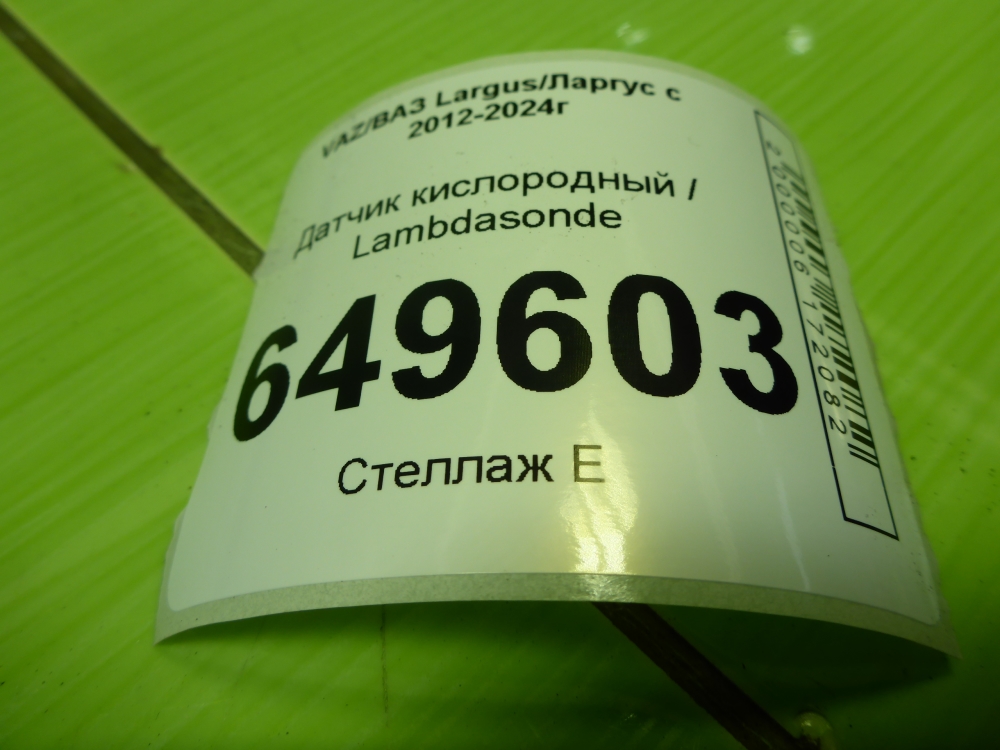 VAZ/ВАЗ Largus/Ларгус с
2012-2024г
Датчик кислородный /
Lambdasonde
649603
Стеллаж Е
2000006172082